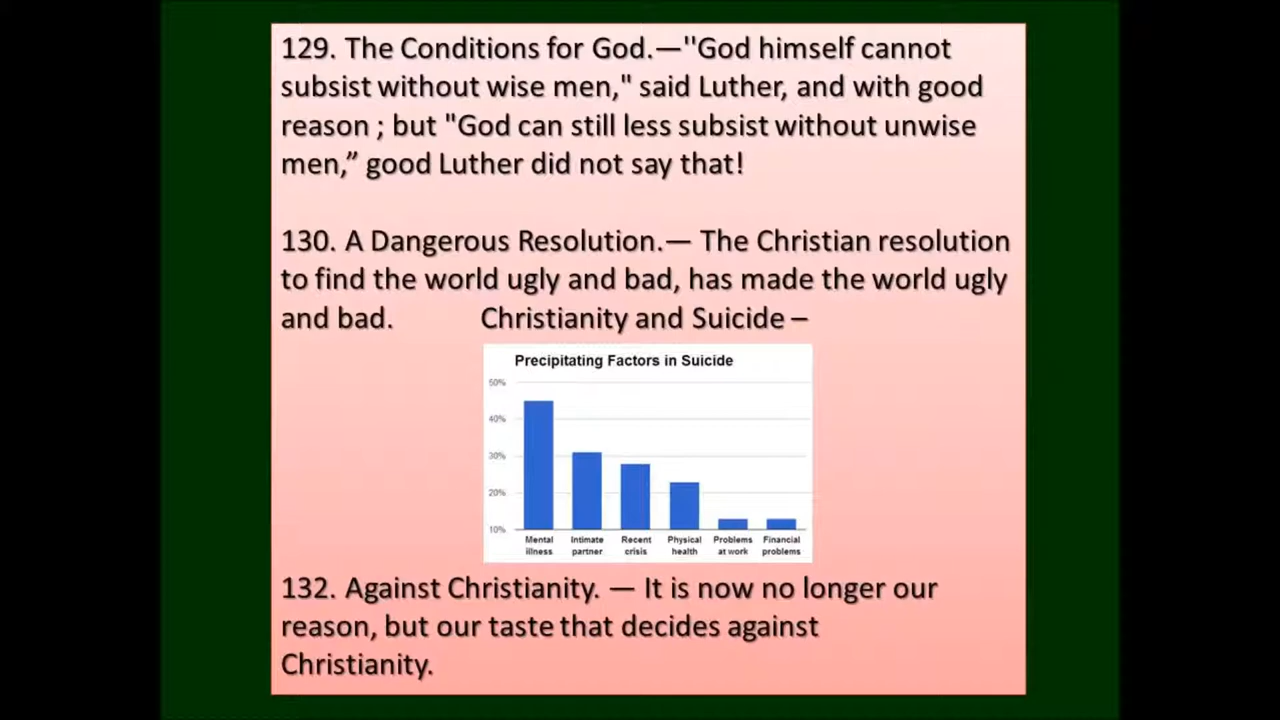 129. The Conditions for God.—''God himself cannot
subsist without wise men," said Luther, and with good
reason ; but "God can still less subsist without unwise
men,” good Luther did not say that!
130. A Dangerous Resolution.— The Christian resolution
to find the world ugly and bad, has made the world ugly
and bad. Christianity and Suicide –
Precipitating Factors in Suicide
50%
40%
30%
20%
10%
Mental Intimate Recent Physical Problems Financial
illness partner crisis health at work problems
132. Against Christianity. — It is now no longer our
reason, but our taste that decides against
Christianity.